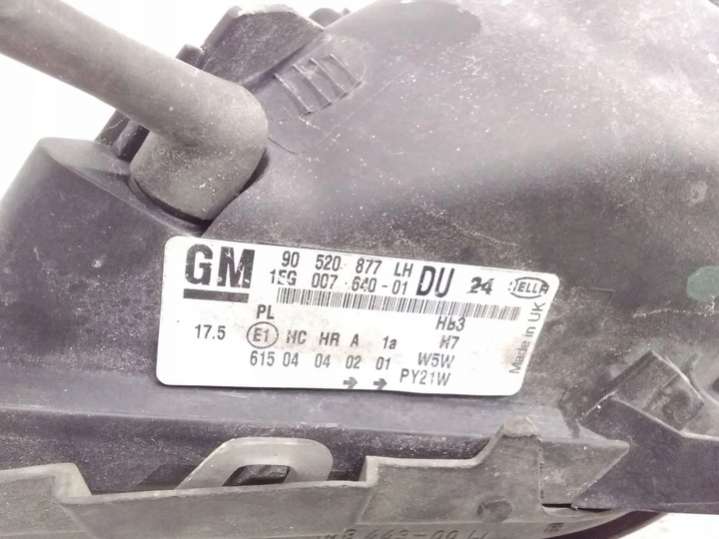 GM 90 520 877 LH DU 24 HELLA
1EG 007 640-01
PL HB3
17.5 E1 HC HR A 1a H7
615 04 04 02 01 W5W
→ → PY21W
Made in UK